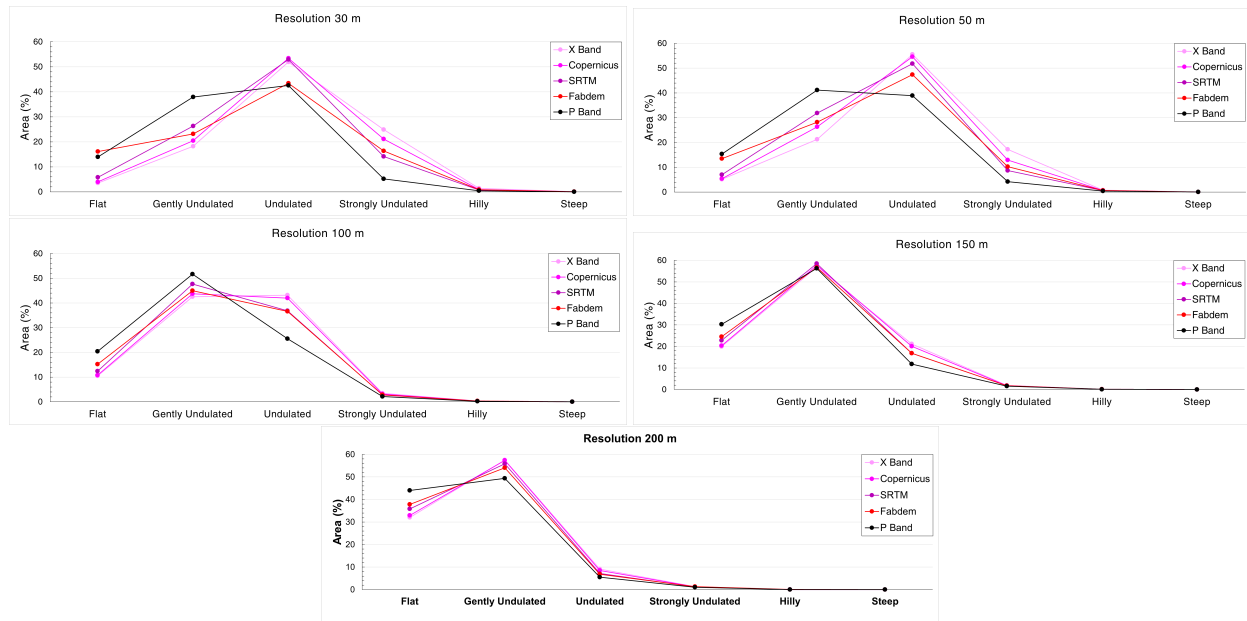 Resolution 30 m
Area (%)
60
50
40
30
20
10
0
Flat Gently Undulated Undulated Strongly Undulated Hilly Steep
X Band
Copernicus
SRTM
Fabdem
P Band
Resolution 50 m
Area (%)
60
50
40
30
20
10
0
Flat Gently Undulated Undulated Strongly Undulated Hilly Steep
X Band
Copernicus
SRTM
Fabdem
P Band
Resolution 100 m
Area (%)
60
50
40
30
20
10
0
Flat Gently Undulated Undulated Strongly Undulated Hilly Steep
X Band
Copernicus
SRTM
Fabdem
P Band
Resolution 150 m
Area (%)
60
50
40
30
20
10
0
Flat Gently Undulated Undulated Strongly Undulated Hilly Steep
X Band
Copernicus
SRTM
Fabdem
P Band
Resolution 200 m
Area (%)
60
50
40
30
20
10
0
Flat Gently Undulated Undulated Strongly Undulated Hilly Steep
X Band
Copernicus
SRTM
Fabdem
P Band